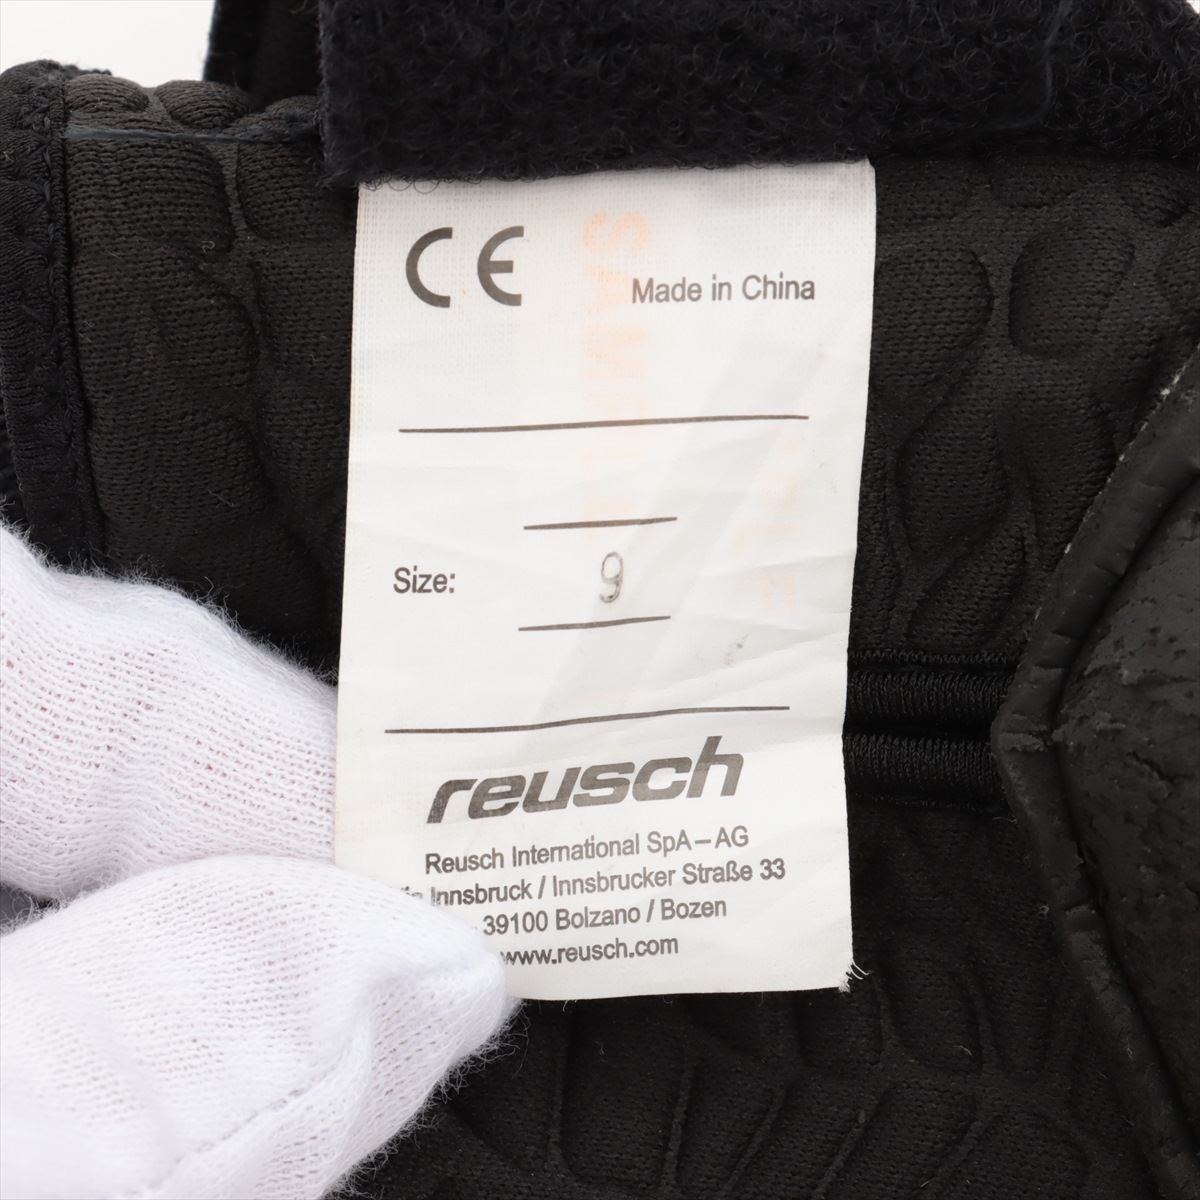 CE
Made in China
Size: 9
reusch
Reusch International SpA – AG
Innsbruck / Innsbrucker Straße 33
39100 Bolzano / Bozen
www.reusch.com